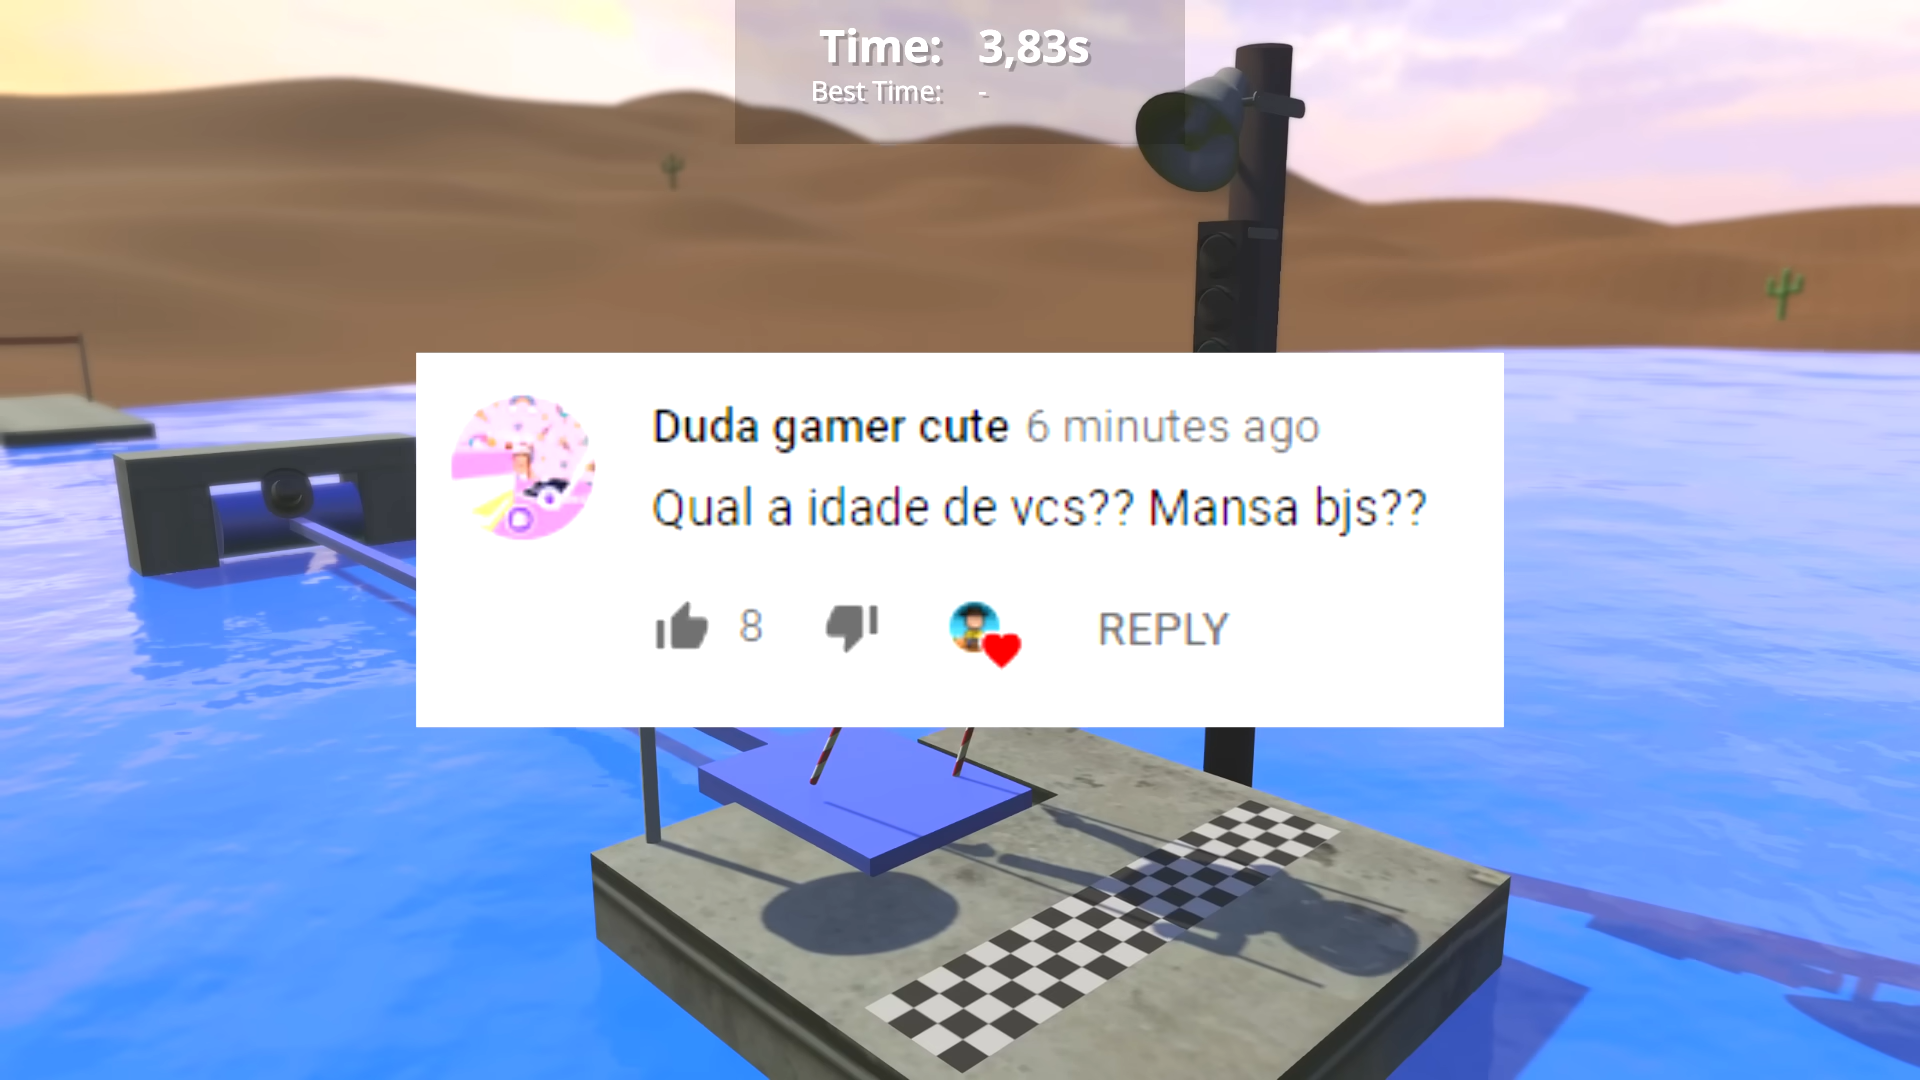 Time: 3,83s
Best Time: -
Duda gamer cute 6 minutes ago
Qual a idade de vcs?? Mansa bjs??
8 REPLY